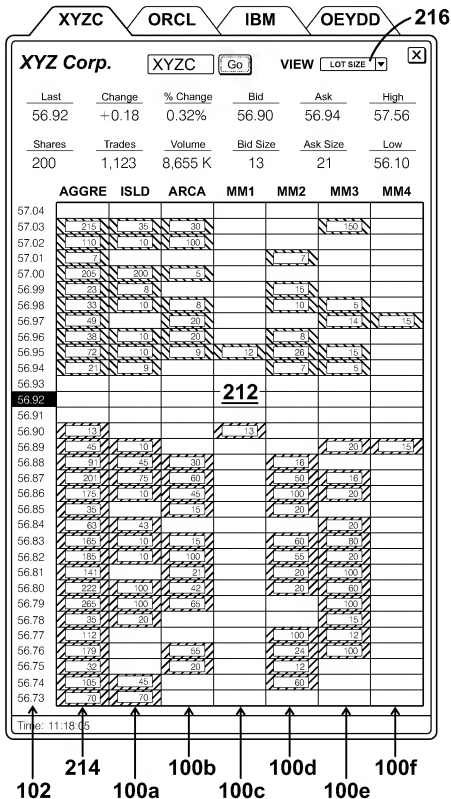 XYZC ORCL IBM OEYDD 216
XYZ Corp. XYZC Go VIEW LOT SIZE X
Last Change % Change Bid Ask High
56.92 +0.18 0.32% 56.90 56.94 57.56
Shares Trades Volume Bid Size Ask Size Low
200 1,123 8,655 K 13 21 56.10
AGGRE ISLD ARCA MM1 MM2 MM3 MM4
57.04
57.03 215 35 30 150
57.02 110 10 100
57.01 7 7
57.00 205 200 5
56.99 23 8 15
56.98 33 10 8 10 5
56.97 49 20 14 15
56.96 38 10 20 8
56.95 72 10 9 12 26 15
56.94 21 9 7 5
56.93
56.92 212
56.91
56.90 13 13
56.89 45 10 20 15
56.88 91 45 30 16
56.87 201 75 60 50 16
56.86 175 10 45 100 20
56.85 35 15 20
56.84 63 43 20
56.83 165 10 15 60 80
56.82 185 10 100 55 20
56.81 141 21 20 100
56.80 222 100 42 20 60
56.79 265 100 65 100
56.78 35 20 15
56.77 112 100 12
56.76 179 55 24 100
56.75 32 20 12
56.74 105 45 60
56.73 70 70
Time: 11:18:05
214 100b 100d 100f
102 100a 100c 100e